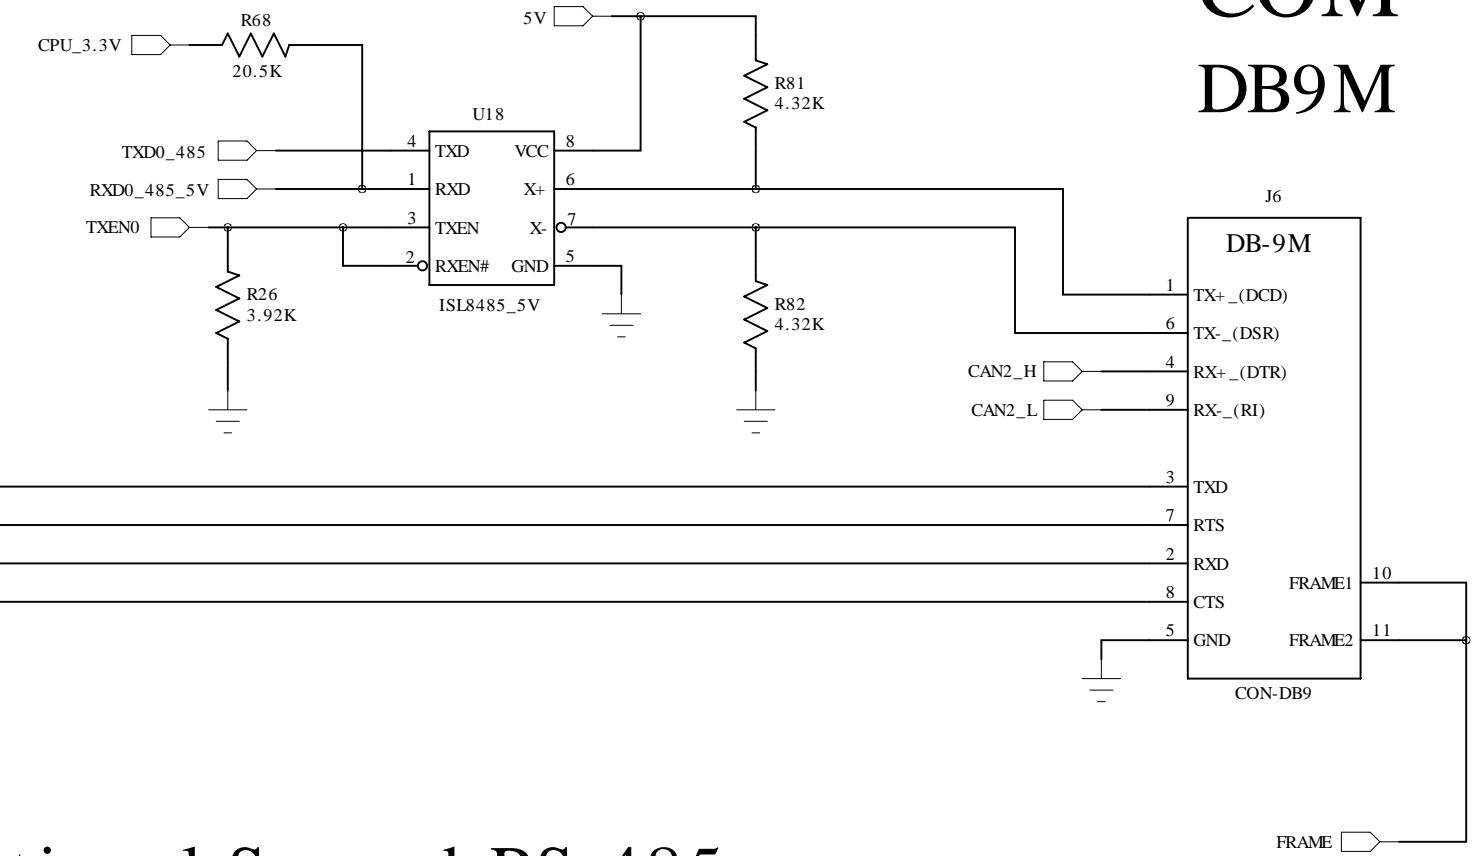 COM
DB9M
R68
CPU_3.3V
20.5K
5V
R81
4.32K
U18
TXD0_485
4
TXD
VCC
8
RXD0_485_5V
1
RXD
X+
6
TXEN0
3
TXEN
X-
7
2
RXEN#
GND
5
ISL8485_5V
R26
3.92K
R82
4.32K
J6
DB-9M
1
TX+_(DCD)
6
TX-_(DSR)
CAN2_H
4
RX+_(DTR)
CAN2_L
9
RX-_(RI)
3
TXD
7
RTS
2
RXD
8
CTS
5
GND
FRAME1
10
FRAME2
11
CON-DB9
FRAME
RS-485